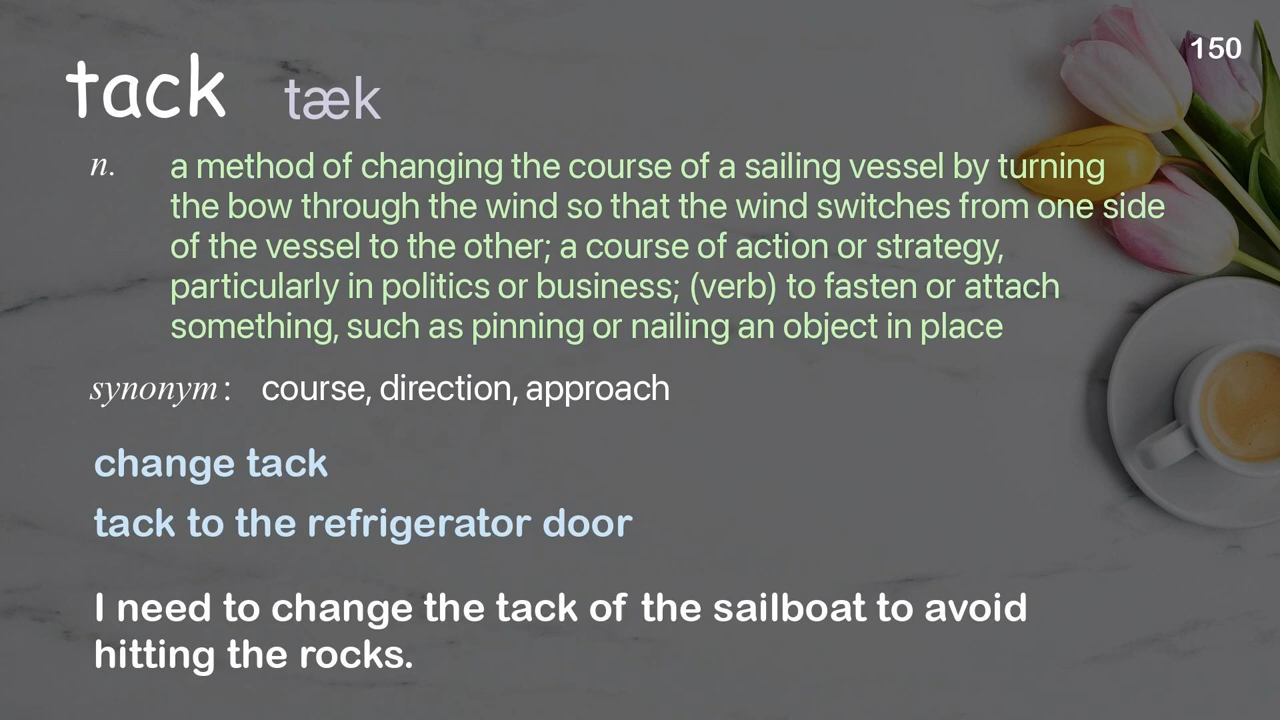 150
tack tæk
n. a method of changing the course of a sailing vessel by turning
the bow through the wind so that the wind switches from one side
of the vessel to the other; a course of action or strategy,
particularly in politics or business; (verb) to fasten or attach
something, such as pinning or nailing an object in place
synonym: course, direction, approach
change tack
tack to the refrigerator door
I need to change the tack of the sailboat to avoid
hitting the rocks.